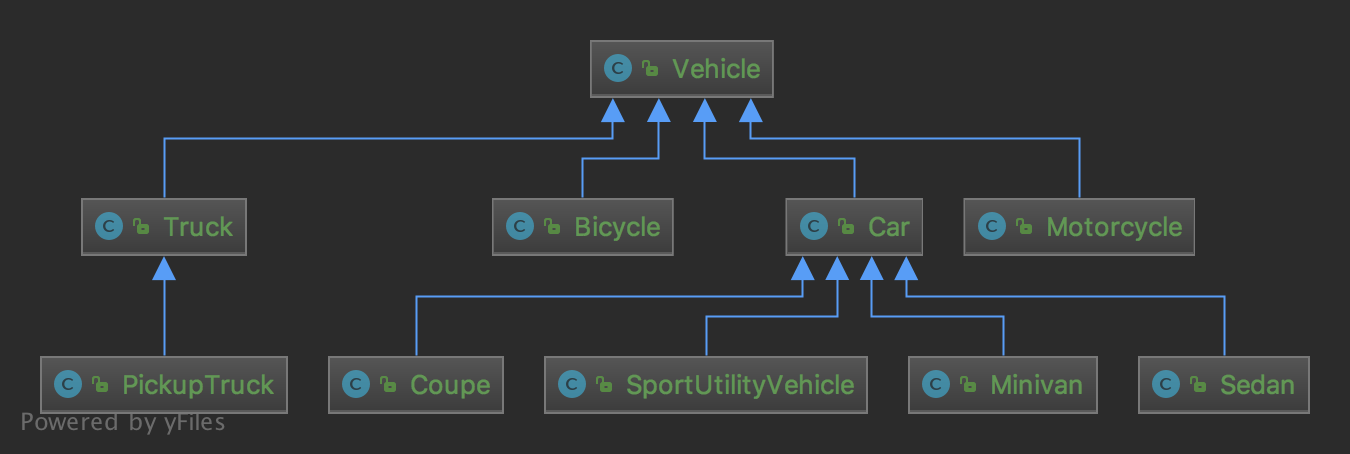 C Vehicle
C Truck
C Bicycle
C Car
C Motorcycle
C PickupTruck
C Coupe
C SportUtilityVehicle
C Minivan
C Sedan
Powered by yFiles